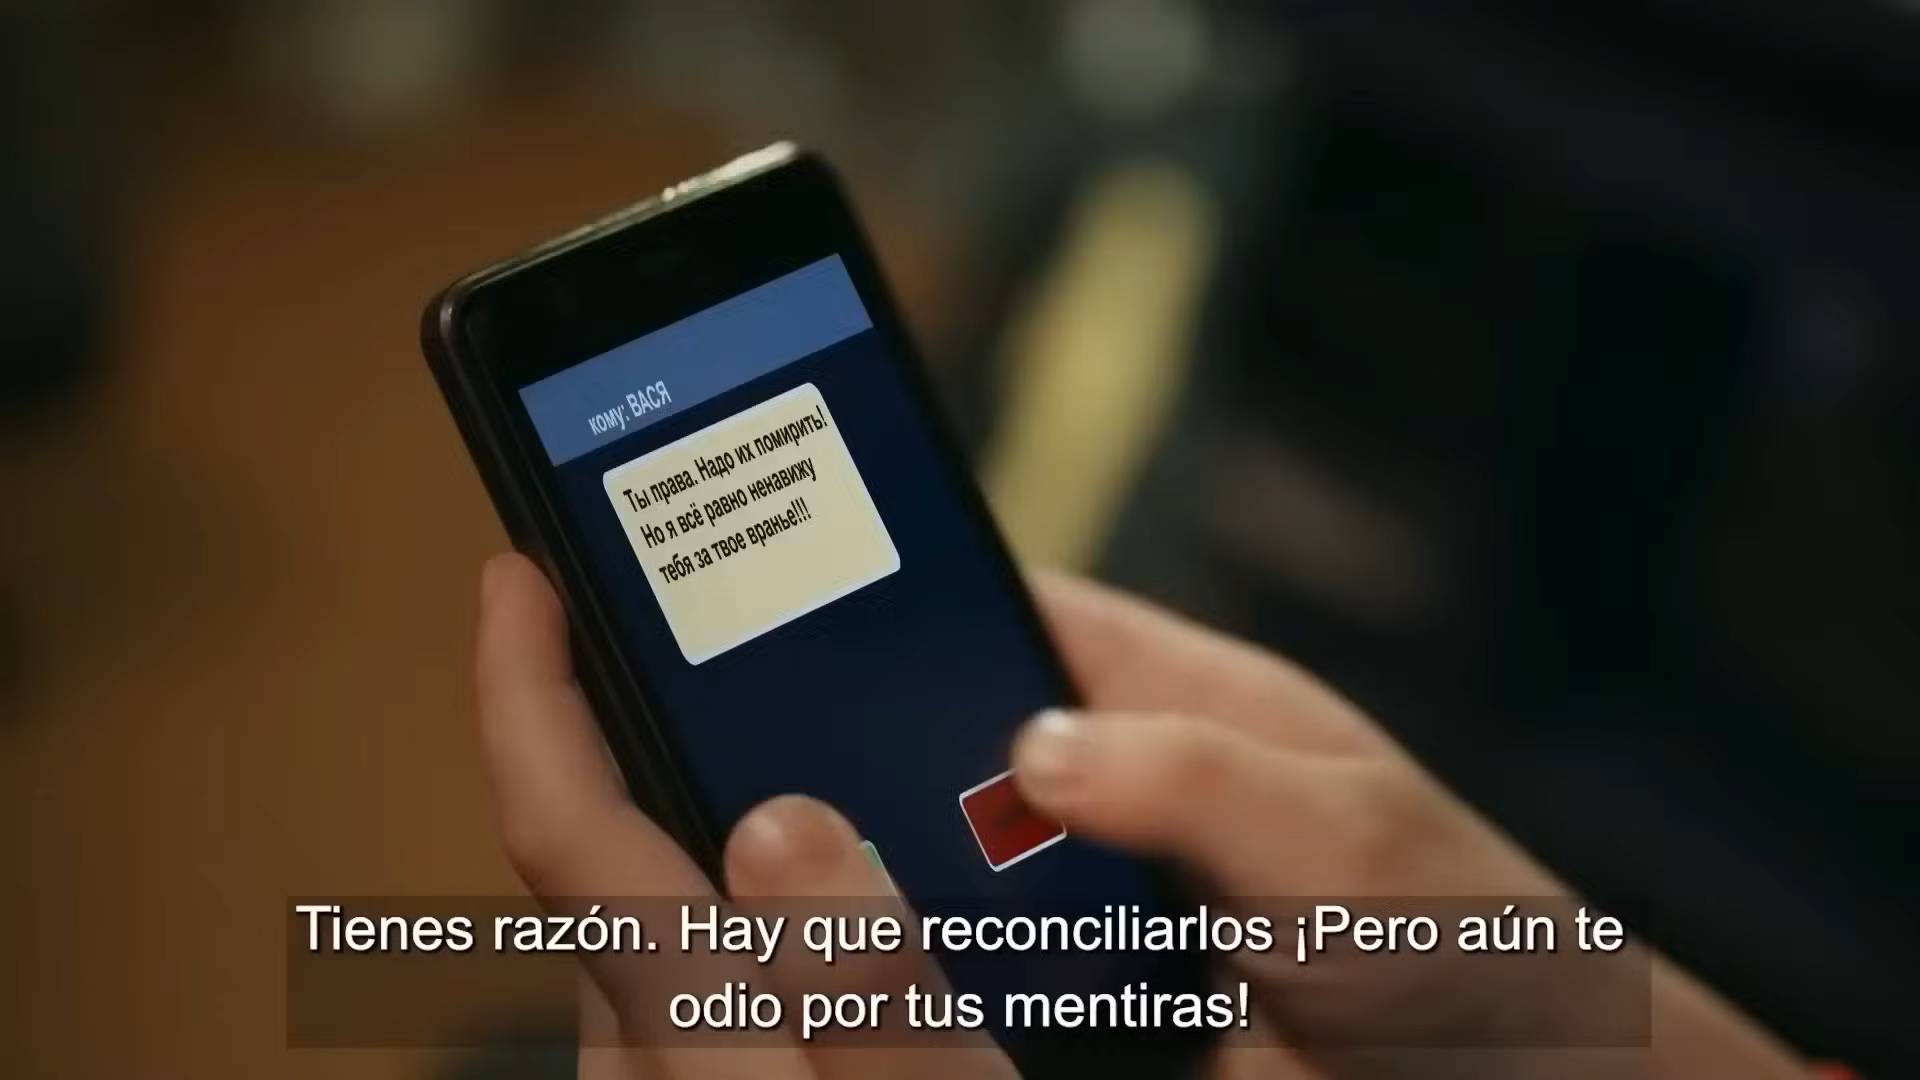 кому: ВАСЯ
Ты права. Надо их помирить!
Но я всё равно ненавижу
тебя за твое вранье!!!
Tienes razón. Hay que reconciliarlos ¡Pero aún te
odio por tus mentiras!